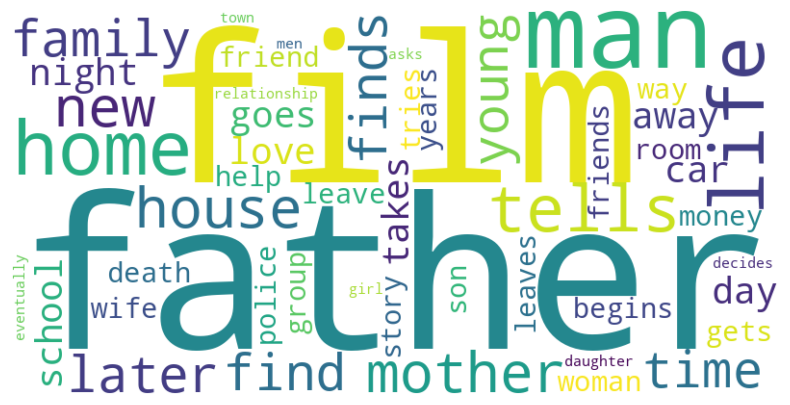 town
men
asks
family
film
man
friend
night
finds
young
relationship
tries
years
life
new
goes
way
away
home
love
friends
room
car
help
takes
leave
house
tells
money
father
police
group
story
son
leaves
girl
decides
eventually
school
death
wife
begins
day
gets
later
find
mother
daughter
woman
time